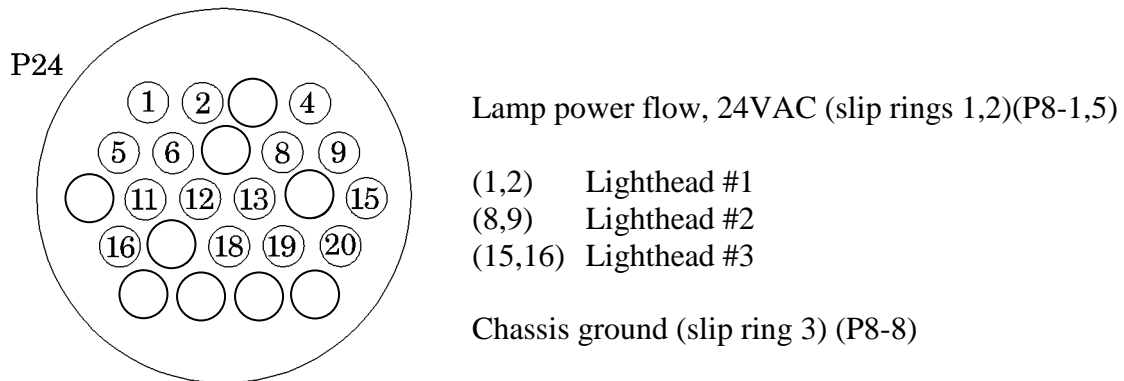 P24
1 2 4
5 6 8 9
11 12 13 15
16 18 19 20
Lamp power flow, 24VAC (slip rings 1,2)(P8-1,5)
(1,2) Lighthead #1
(8,9) Lighthead #2
(15,16) Lighthead #3
Chassis ground (slip ring 3) (P8-8)